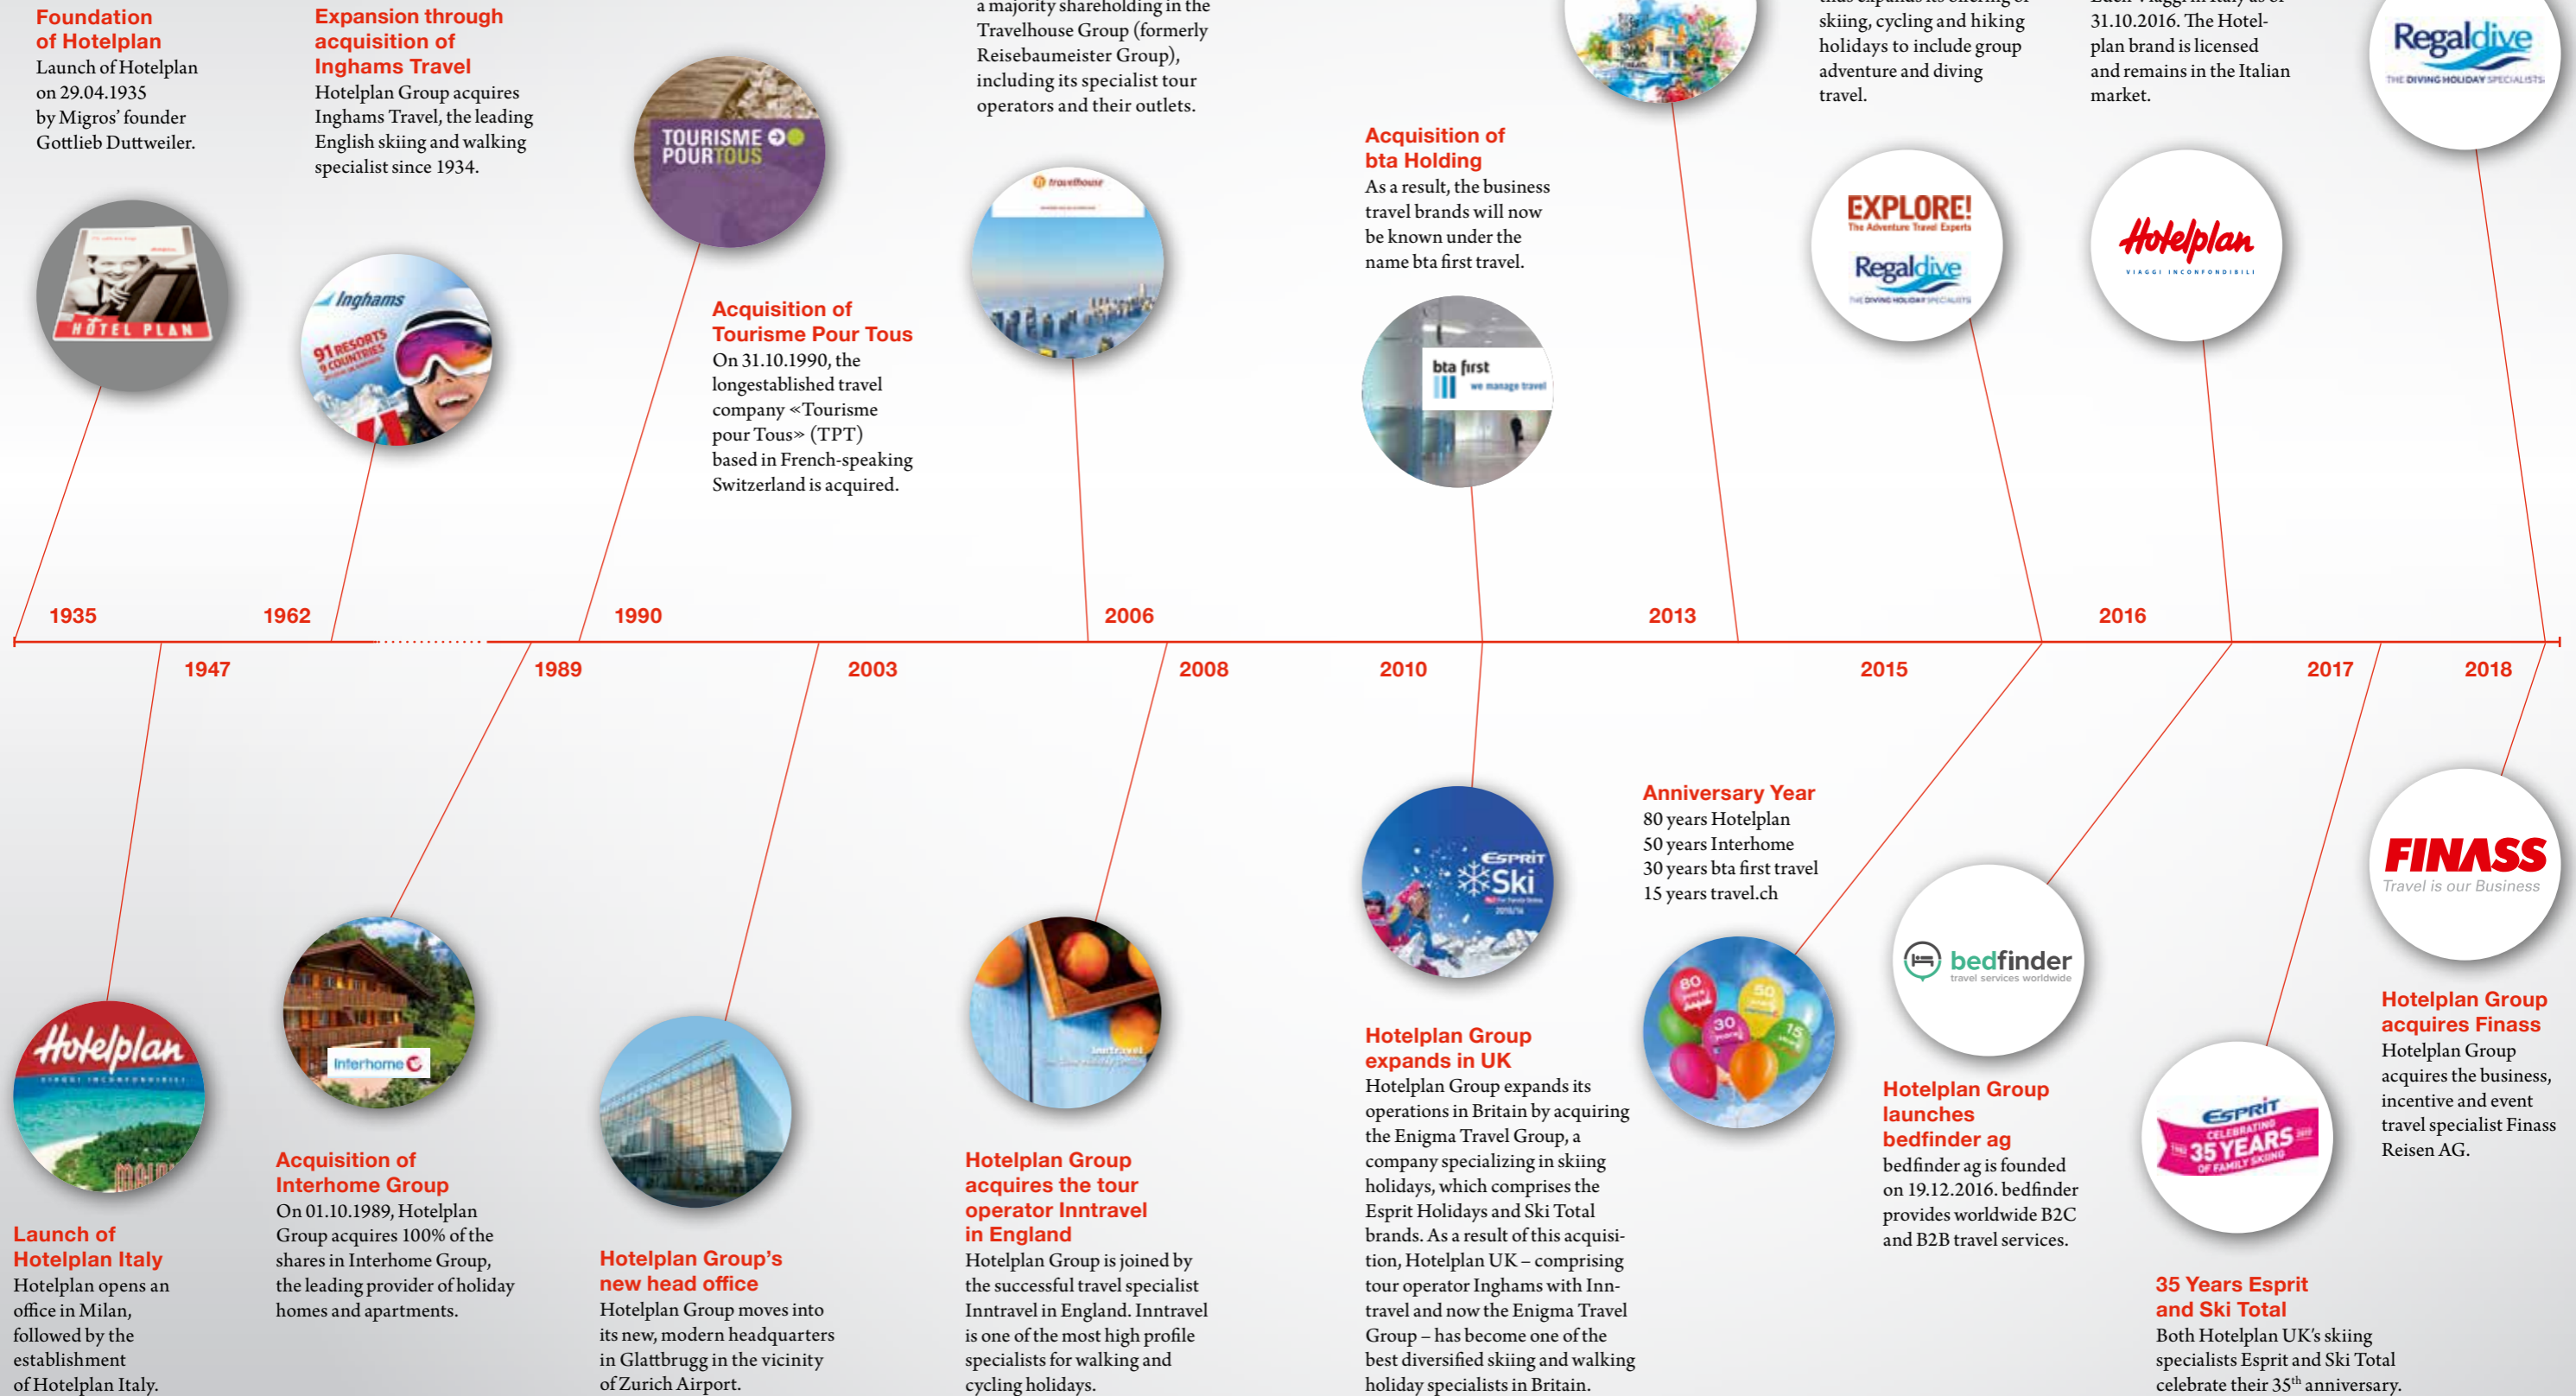 Foundation
of Hotelplan
Launch of Hotelplan
on 29.04.1935
by Migros’ founder
Gottlieb Duttweiler.
HOTEL PLAN
Expansion through
acquisition of
Inghams Travel
Hotelplan Group acquires
Inghams Travel, the leading
English skiing and walking
specialist since 1934.
Inghams
91 RESORTS
9 COUNTRIES
TOURISME
POURTOUS
Acquisition of
Tourisme Pour Tous
On 31.10.1990, the
longestablished travel
company «Tourisme
pour Tous» (TPT)
based in French-speaking
Switzerland is acquired.
a majority shareholding in the
Travelhouse Group (formerly
Reisebaumeister Group),
including its specialist tour
operators and their outlets.
travelhouse
Acquisition of
bta Holding
As a result, the business
travel brands will now
be known under the
name bta first travel.
bta first
we manage travel
skiing, cycling and hiking
holidays to include group
adventure and diving
travel.
EXPLORE!
The Adventure Travel Experts
Regaldive
THE DIVING HOLIDAY SPECIALISTS
31.10.2016. The Hotel-
plan brand is licensed
and remains in the Italian
market.
Hotelplan
VIAGGI INCONFONDIBILI
Regaldive
THE DIVING HOLIDAY SPECIALISTS
1935
1962
1990
2006
2013
2016
1947
1989
2003
2008
2010
2015
2017
2018
Hotelplan
VIAGGI INCONFONDIBILI
Launch of
Hotelplan Italy
Hotelplan opens an
office in Milan,
followed by the
establishment
of Hotelplan Italy.
Interhome
Acquisition of
Interhome Group
On 01.10.1989, Hotelplan
Group acquires 100% of the
shares in Interhome Group,
the leading provider of holiday
homes and apartments.
Hotelplan Group’s
new head office
Hotelplan Group moves into
its new, modern headquarters
in Glattbrugg in the vicinity
of Zurich Airport.
Inntravel
Hotelplan Group
acquires the tour
operator Inntravel
in England
Hotelplan Group is joined by
the successful travel specialist
Inntravel in England. Inntravel
is one of the most high profile
specialists for walking and
cycling holidays.
ESPRIT
Ski
2015/16
Hotelplan Group
expands in UK
Hotelplan Group expands its
operations in Britain by acquiring
the Enigma Travel Group, a
company specializing in skiing
holidays, which comprises the
Esprit Holidays and Ski Total
brands. As a result of this acquisi-
tion, Hotelplan UK – comprising
tour operator Inghams with Inn-
travel and now the Enigma Travel
Group – has become one of the
best diversified skiing and walking
holiday specialists in Britain.
Anniversary Year
80 years Hotelplan
50 years Interhome
30 years bta first travel
15 years travel.ch
80
years
50
years
30
years
15
years
bedfinder
travel services worldwide
Hotelplan Group
launches
bedfinder ag
bedfinder ag is founded
on 19.12.2016. bedfinder
provides worldwide B2C
and B2B travel services.
ESPRIT
CELEBRATING
35 YEARS
OF FAMILY SKIING
35 Years Esprit
and Ski Total
Both Hotelplan UK’s skiing
specialists Esprit and Ski Total
celebrate their 35th anniversary.
FINASS
Travel is our Business
Hotelplan Group
acquires Finass
Hotelplan Group
acquires the business,
incentive and event
travel specialist Finass
Reisen AG.